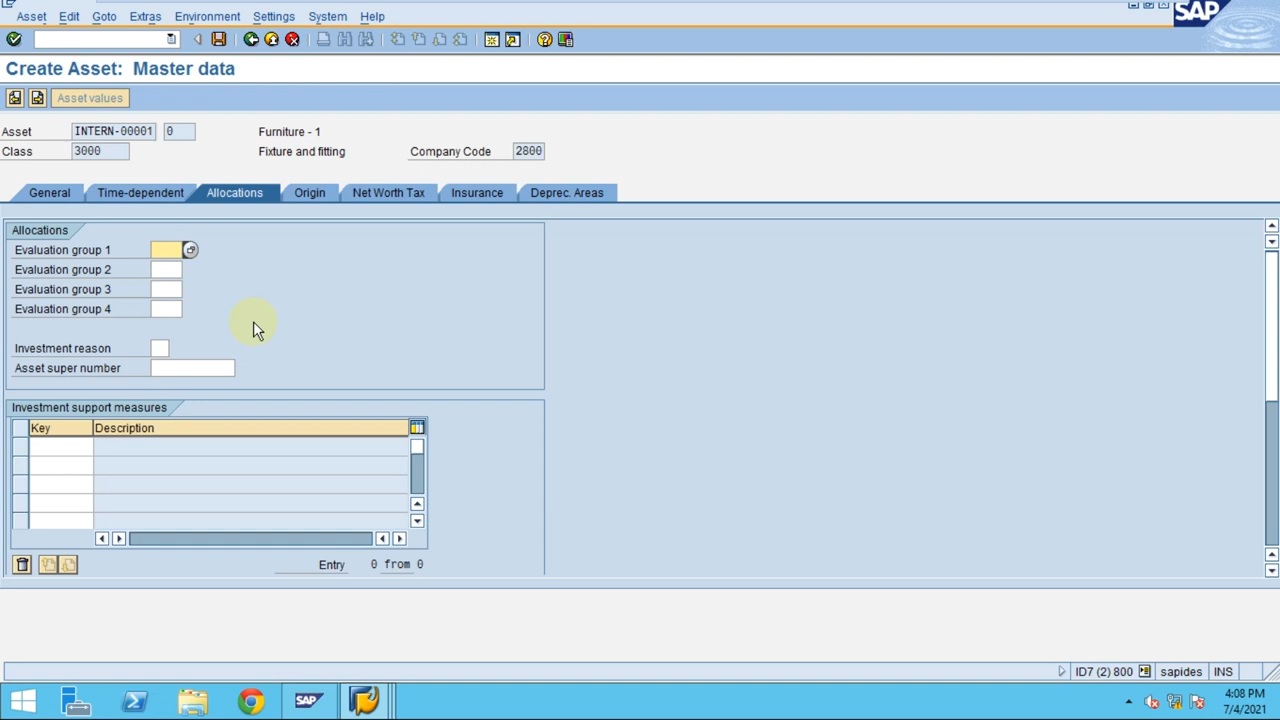 Asset Edit Goto Extras Environment Settings System Help
SAP
Create Asset: Master data
Asset values
Asset INTERN-00001 0 Furniture - 1
Class 3000 Fixture and fitting Company Code 2800
General Time-dependent Allocations Origin Net Worth Tax Insurance Deprec. Areas
Allocations
Evaluation group 1
Evaluation group 2
Evaluation group 3
Evaluation group 4
Investment reason
Asset super number
Investment support measures
Key Description
Entry 0 from 0
ID7 (2) 800 sapides INS
SAP
4:08 PM
7/4/2021